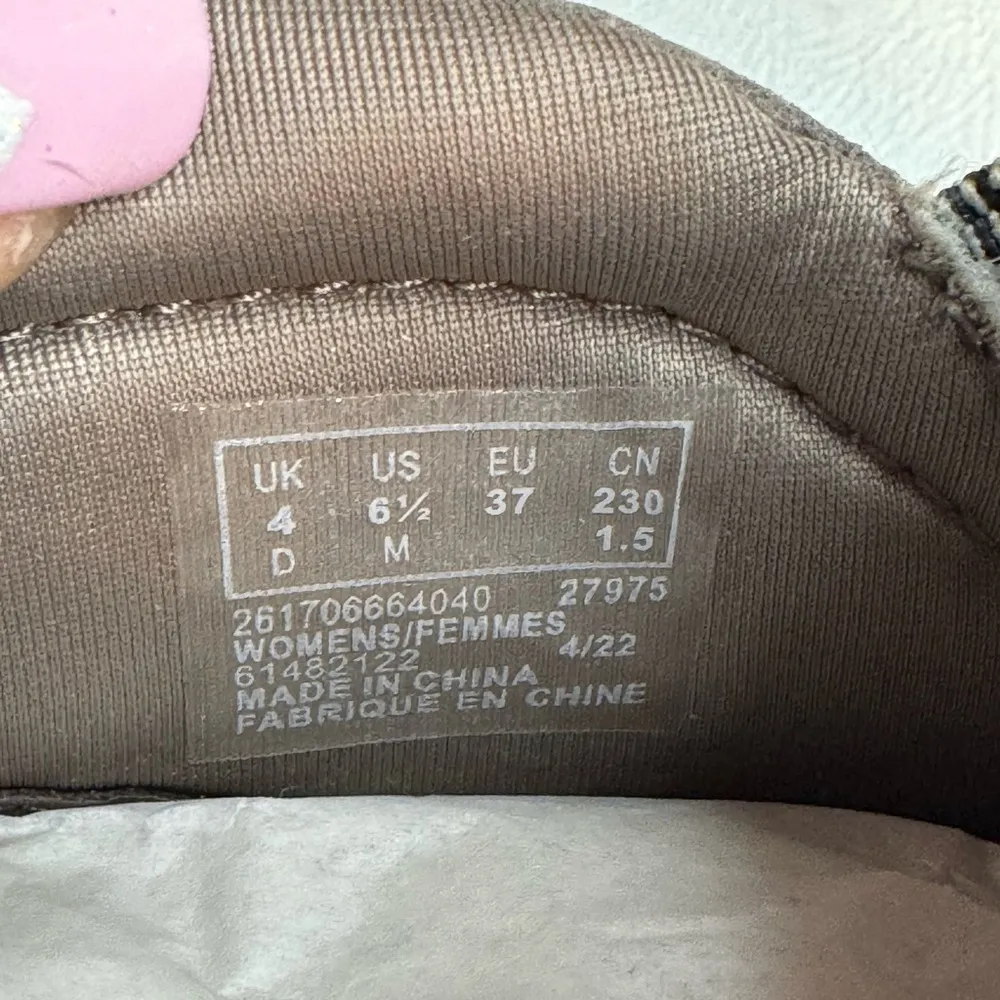 UK US EU CN
4 6½ 37 230
D M 1.5
261706664040 27975
WOMENS/FEMMES
61482122 4/22
MADE IN CHINA
FABRIQUE EN CHINE